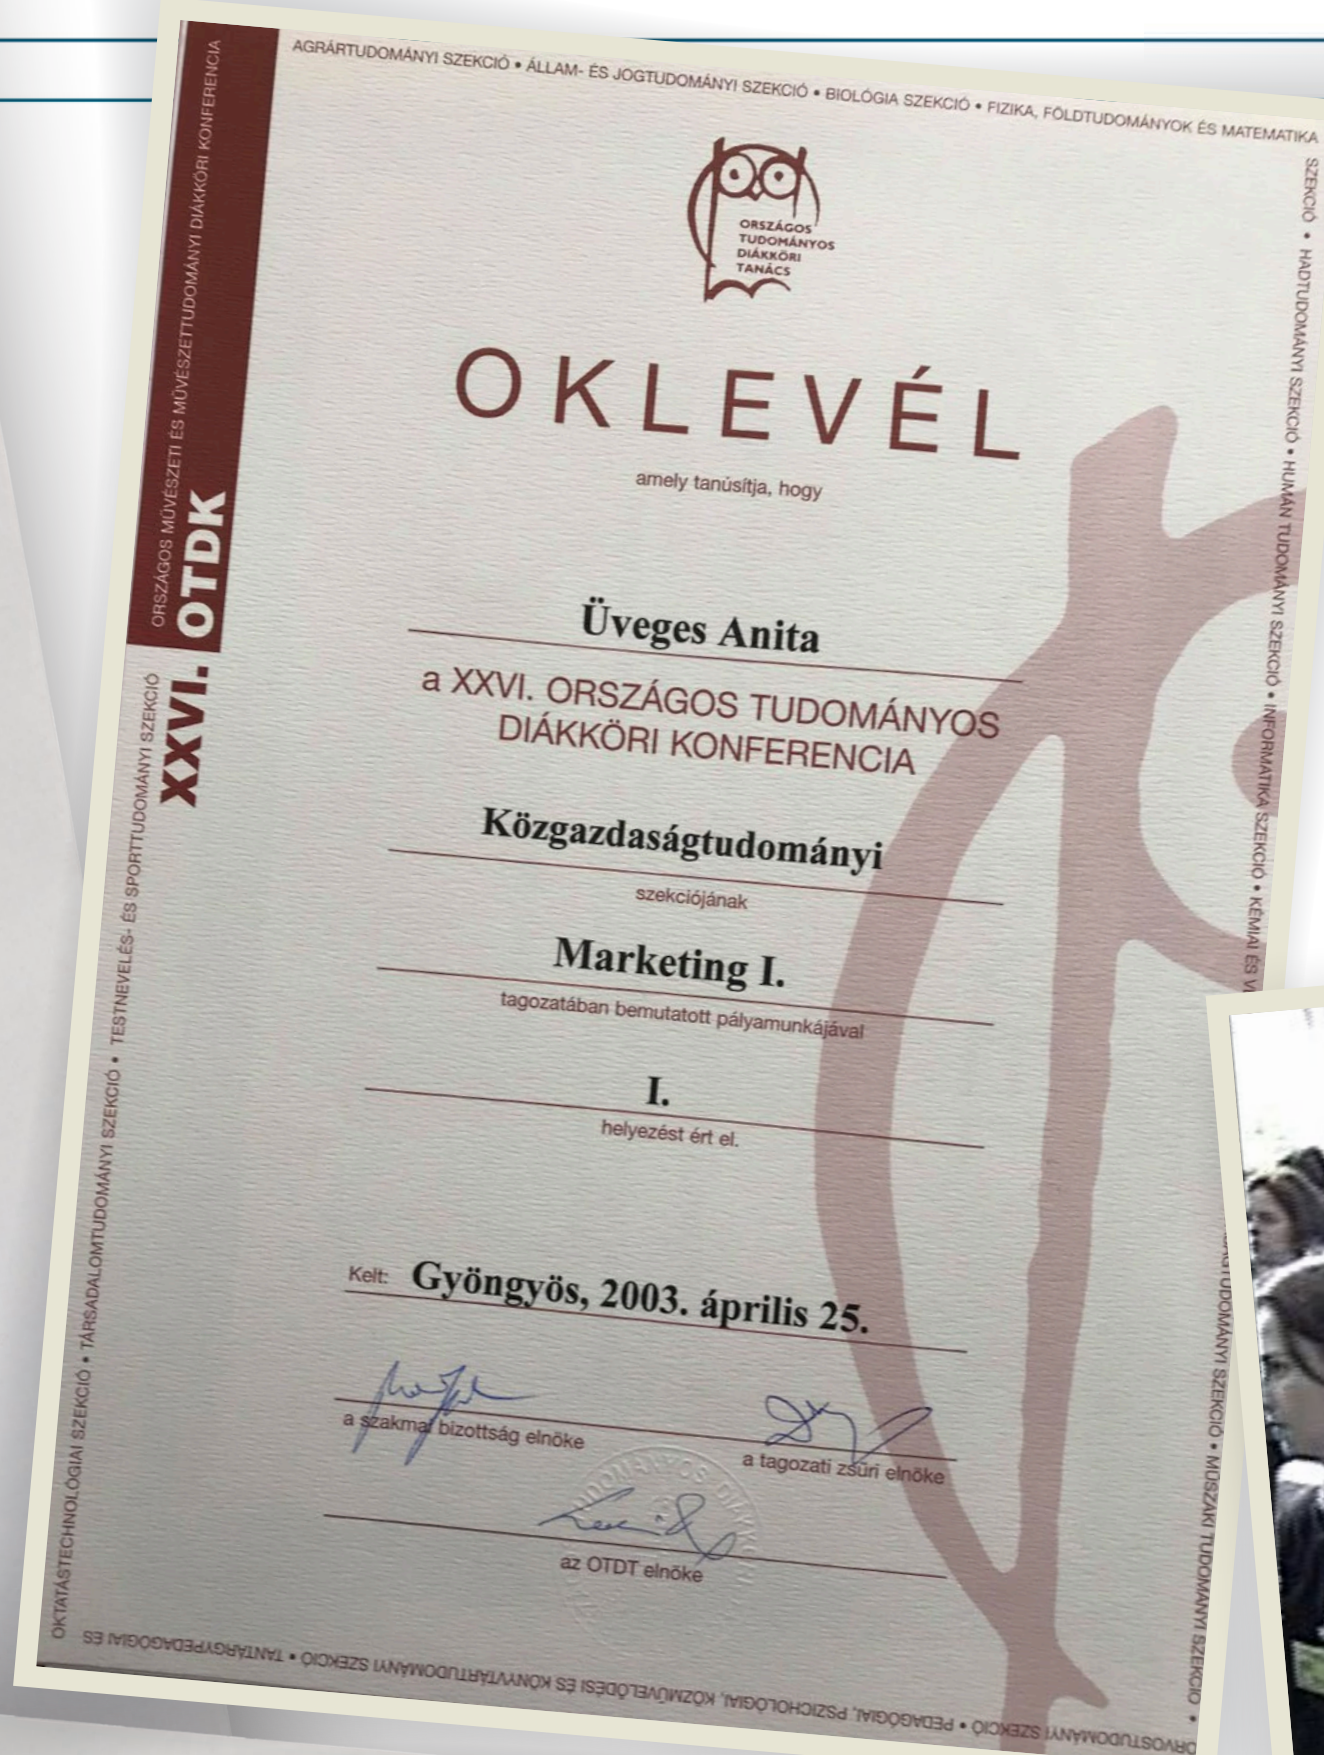 AGRÁRTUDOMÁNYI SZEKCIÓ • ÁLLAM- ÉS JOGTUDOMÁNYI SZEKCIÓ • BIOLÓGIA SZEKCIÓ • FIZIKA, FÖLDTUDOMÁNYOK ÉS MATEMATIKA
SZEKCIÓ • HADTUDOMÁNYI SZEKCIÓ • HUMÁN TUDOMÁNYI SZEKCIÓ • INFORMATIKA SZEKCIÓ • KÉMIAI ÉS
TUDOMÁNYI SZEKCIÓ • MŰSZAKI TUDOMÁNYI SZEKCIÓ •
ORVOSTUDOMÁNYI SZEKCIÓ • PEDAGÓGIAI, PSZICHOLÓGIAI, KÖZMŰVELŐDÉSI ÉS KÖNYVTÁRTUDOMÁNYI SZEKCIÓ • TANTÁRGYPEDAGÓGIAI ÉS
OKTATÁSTECHNOLÓGIAI SZEKCIÓ • TÁRSADALOMTUDOMÁNYI SZEKCIÓ • TESTNEVELÉS- ÉS SPORTTUDOMÁNYI SZEKCIÓ
ORSZÁGOS MŰVÉSZETI ÉS MŰVÉSZETTUDOMÁNYI DIÁKKÖRI KONFERENCIA
XXVI. OTDK
ORSZÁGOS
TUDOMÁNYOS
DIÁKKÖRI
TANÁCS
OKLEVÉL
amely tanúsítja, hogy
Üveges Anita
a XXVI. ORSZÁGOS TUDOMÁNYOS
DIÁKKÖRI KONFERENCIA
Közgazdaságtudományi
szekciójának
Marketing I.
tagozatában bemutatott pályamunkájával
I.
helyezést ért el.
Kelt: Gyöngyös, 2003. április 25.
a szakmai bizottság elnöke
a tagozati zsűri elnöke
az OTDT elnöke